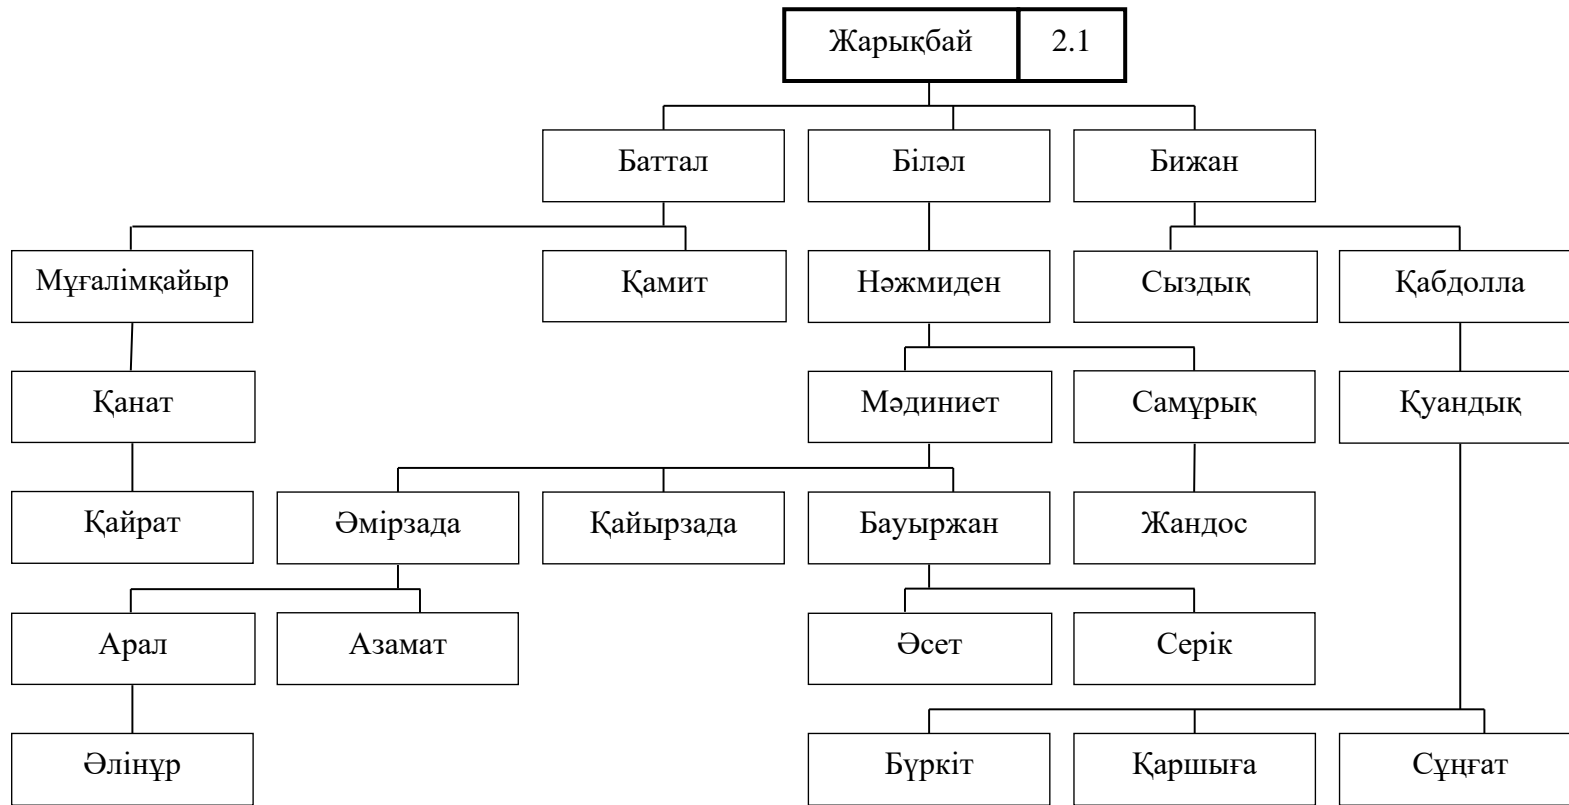 Жарықбай 2.1
Баттал Біләл Бижан
Мұғалімқайыр Қамит Нәжмиден Сыздық Қабдолла
Қанат Мәдиниет Самұрық Қуандық
Қайрат Әмірзада Қайырзада Бауыржан Жандос
Арал Азамат Әсет Серік
Әлінұр Бүркіт Қаршыға Сұңғат